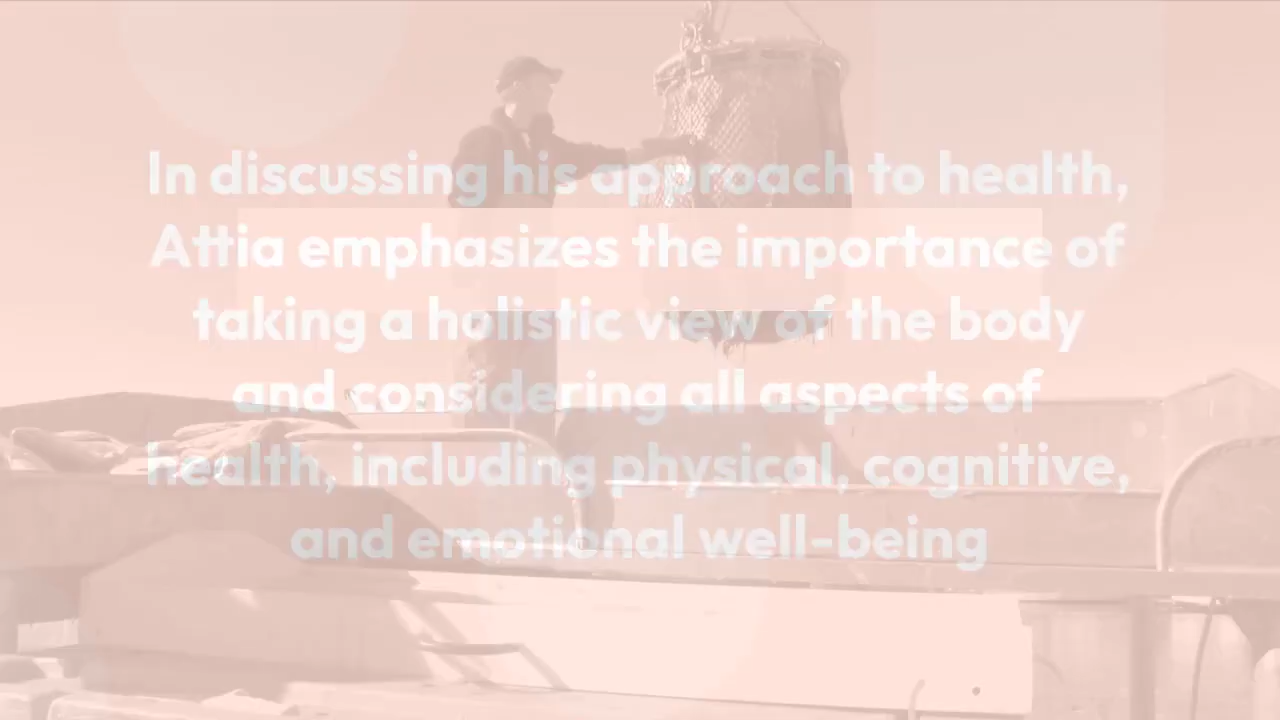 In discussing his approach to health,
Attia emphasizes the importance of
taking a holistic view of the body
and considering all aspects of
health, including physical, cognitive,
and emotional well-being